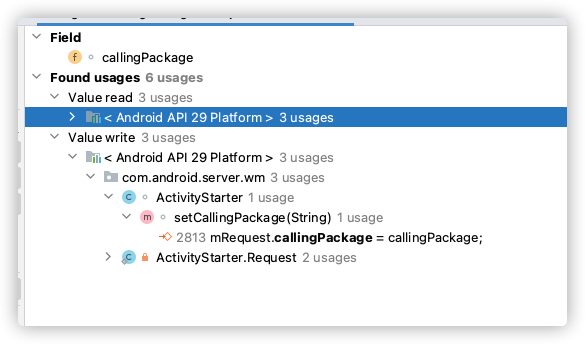 Field
f callingPackage
Found usages 6 usages
Value read 3 usages
< Android API 29 Platform > 3 usages
Value write 3 usages
< Android API 29 Platform > 3 usages
com.android.server.wm 3 usages
C ActivityStarter 1 usage
m setCallingPackage(String) 1 usage
2813 mRequest.callingPackage = callingPackage;
C ActivityStarter.Request 2 usages